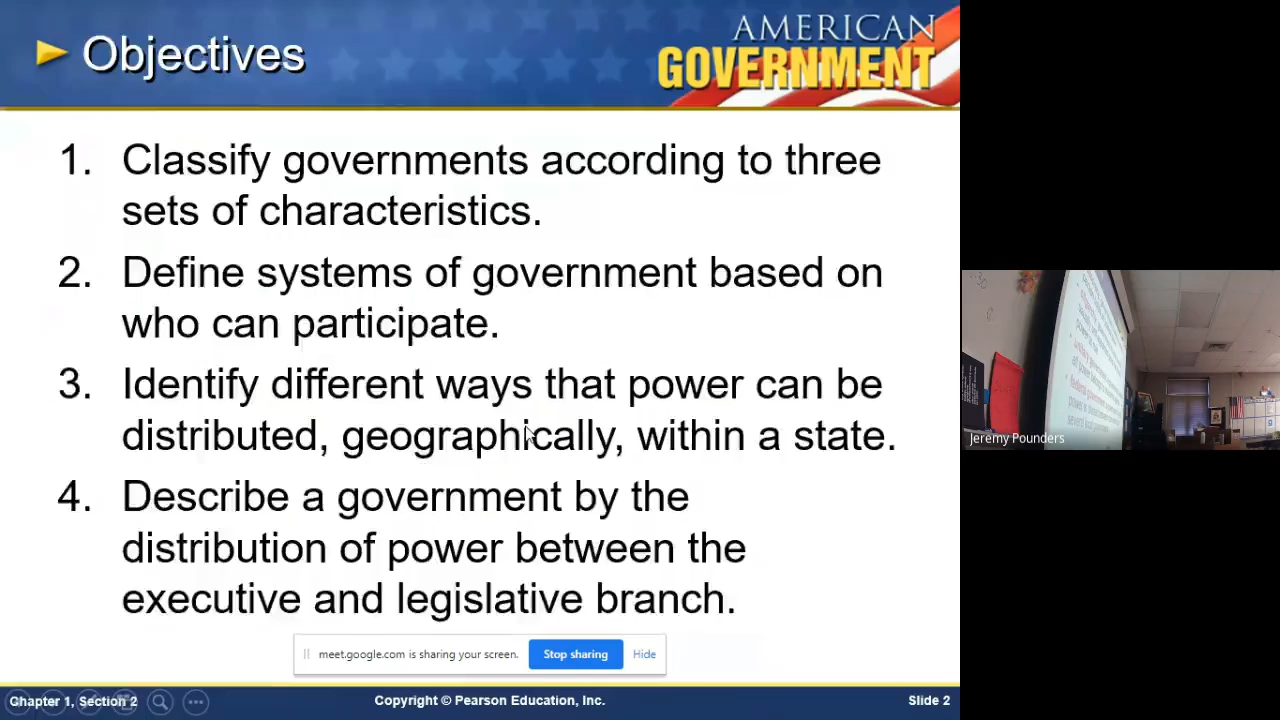 Objectives
AMERICAN
GOVERNMENT
1. Classify governments according to three
sets of characteristics.
2. Define systems of government based on
who can participate.
3. Identify different ways that power can be
distributed, geographically, within a state.
4. Describe a government by the
distribution of power between the
executive and legislative branch.
meet.google.com is sharing your screen.
Stop sharing
Hide
Chapter 1, Section 2
Copyright © Pearson Education, Inc.
Slide 2
Jeremy Pounders